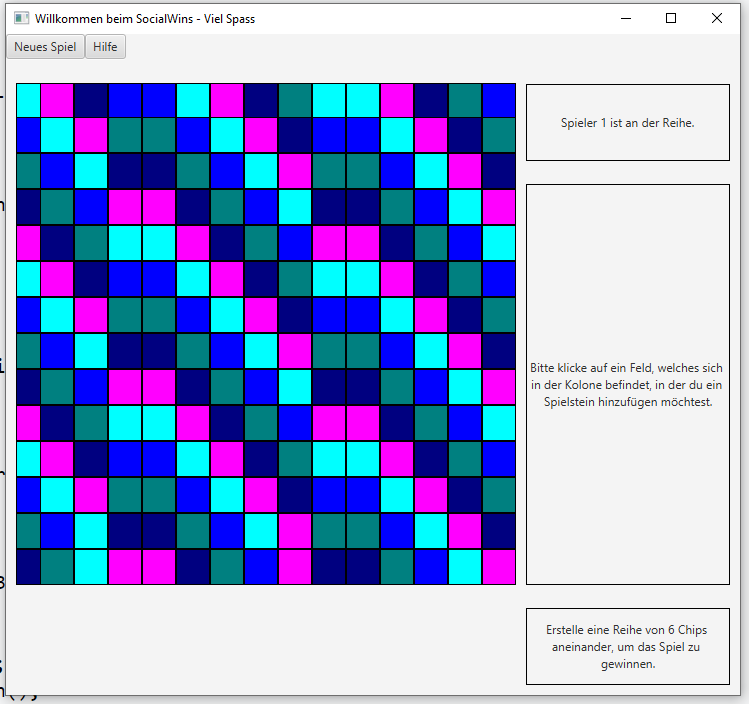 Willkommen beim SocialWins - Viel Spass
Neues Spiel Hilfe
Spieler 1 ist an der Reihe.
Bitte klicke auf ein Feld, welches sich
in der Kolone befindet, in der du ein
Spielstein hinzufügen möchtest.
Erstelle eine Reihe von 6 Chips
aneinander, um das Spiel zu
gewinnen.